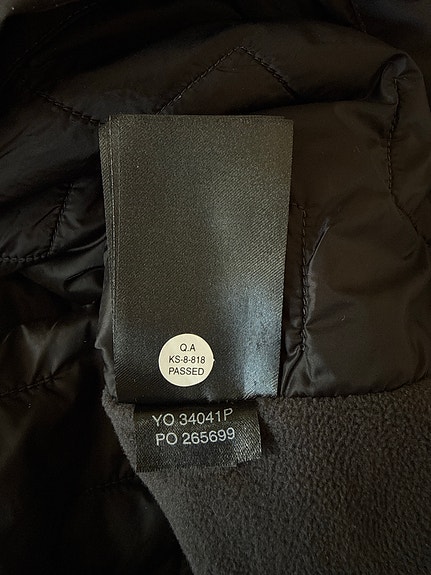 Q.A
KS-8-818
PASSED
YO 34041P
PO 265699